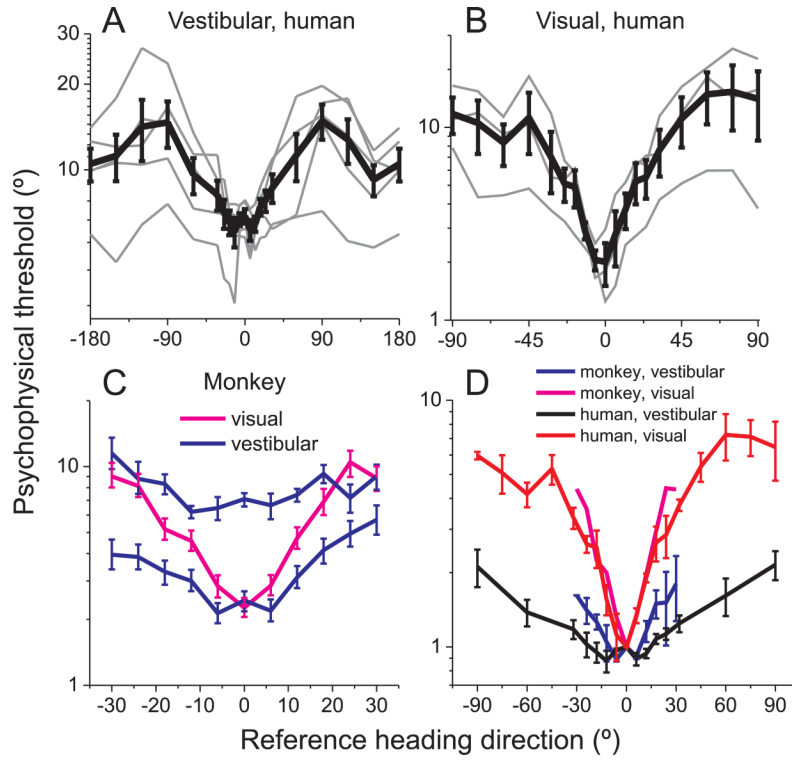 A Vestibular, human
B Visual, human
30
20
10
10
1
-180 -90 0 90 180
-90 -45 0 45 90
Psychophysical threshold (º)
C Monkey
visual
vestibular
D
monkey, vestibular
monkey, visual
human, vestibular
human, visual
10
1
10
1
-30 -20 -10 0 10 20 30
-90 -60 -30 0 30 60 90
Reference heading direction (º)